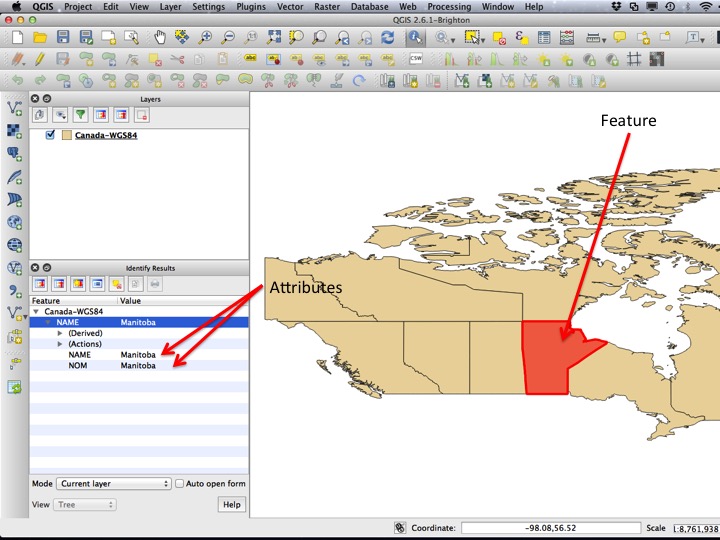 QGIS Project Edit View Layer Settings Plugins Vector Raster Database Web Processing Window Help
QGIS 2.6.1-Brighton
CSW
Layers
Canada-WGS84
Feature
Identify Results
Attributes
Feature Value
Canada-WGS84
NAME Manitoba
(Derived)
(Actions)
NAME Manitoba
NOM Manitoba
Mode Current layer Auto open form
View Tree Help
Coordinate: -98.08,56.52 Scale 1:8,761,938